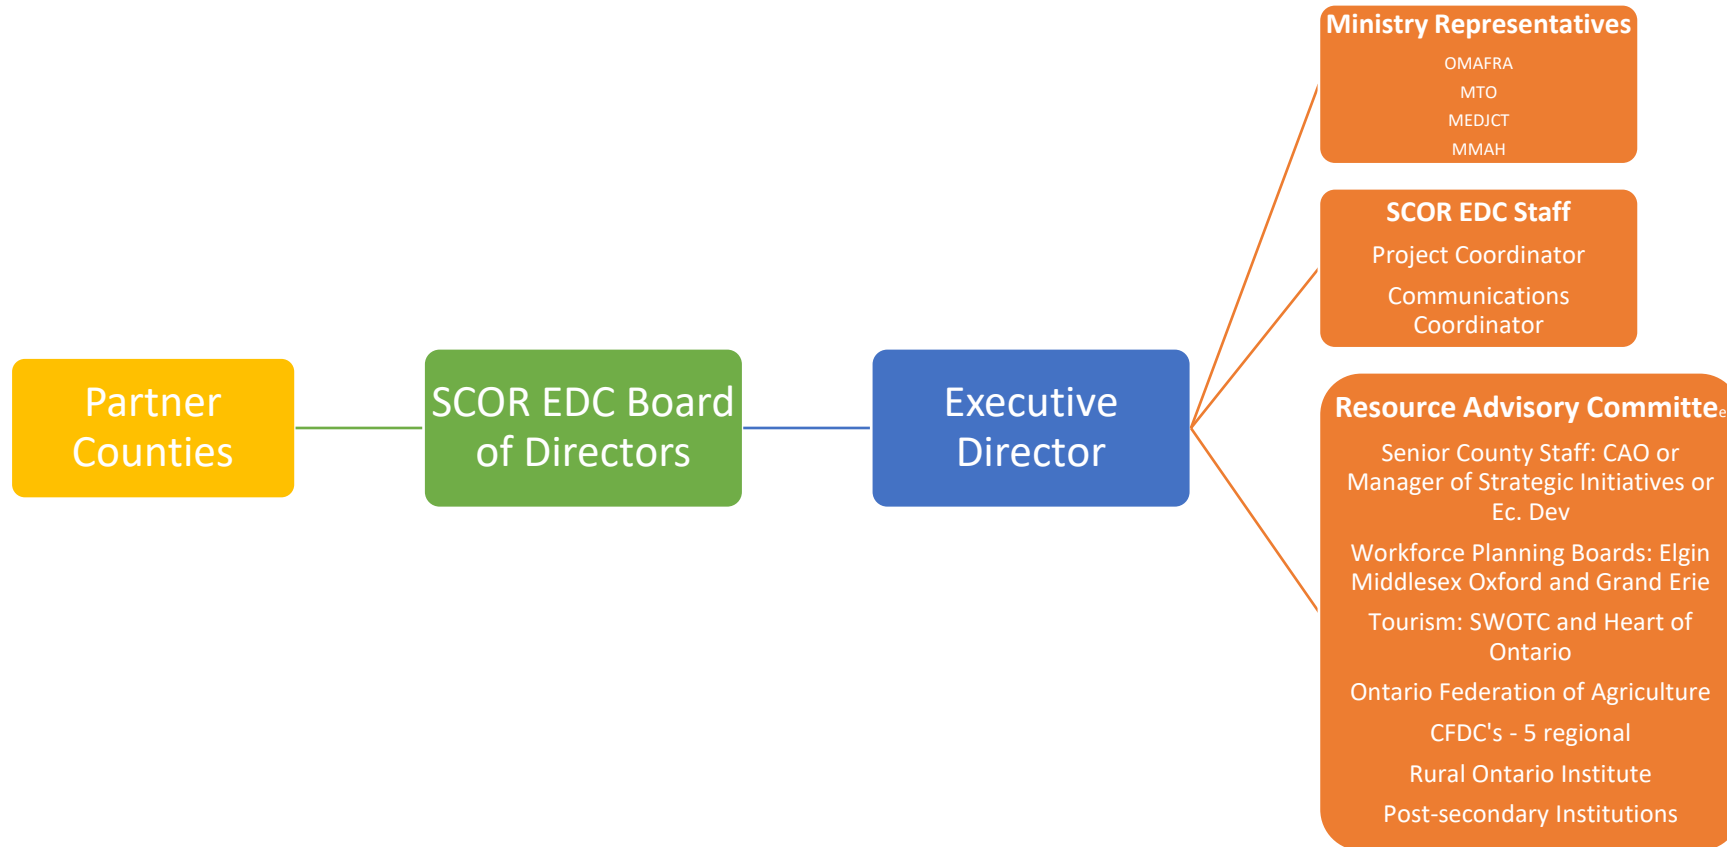 Partner
Counties
SCOR EDC Board
of Directors
Executive
Director
Ministry Representatives
OMAFRA
MTO
MEDJCT
MMAH
SCOR EDC Staff
Project Coordinator
Communications
Coordinator
Resource Advisory Committee
Senior County Staff: CAO or
Manager of Strategic Initiatives or
Ec. Dev
Workforce Planning Boards: Elgin
Middlesex Oxford and Grand Erie
Tourism: SWOTC and Heart of
Ontario
Ontario Federation of Agriculture
CFDC's - 5 regional
Rural Ontario Institute
Post-secondary Institutions